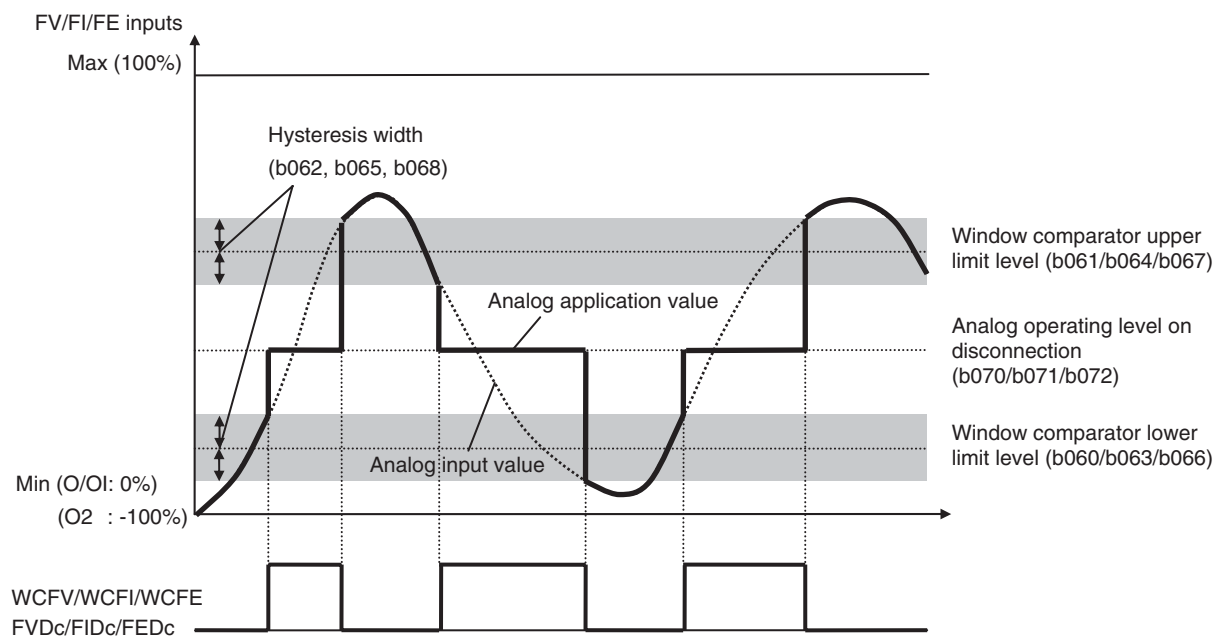 FV/FI/FE inputs
Max (100%)
Hysteresis width
(b062, b065, b068)
Window comparator upper
limit level (b061/b064/b067)
Analog application value
Analog operating level on
disconnection
(b070/b071/b072)
Window comparator lower
limit level (b060/b063/b066)
Analog input value
Min (O/OI: 0%)
(O2 : -100%)
WCFV/WCFI/WCFE
FVDc/FIDc/FEDc